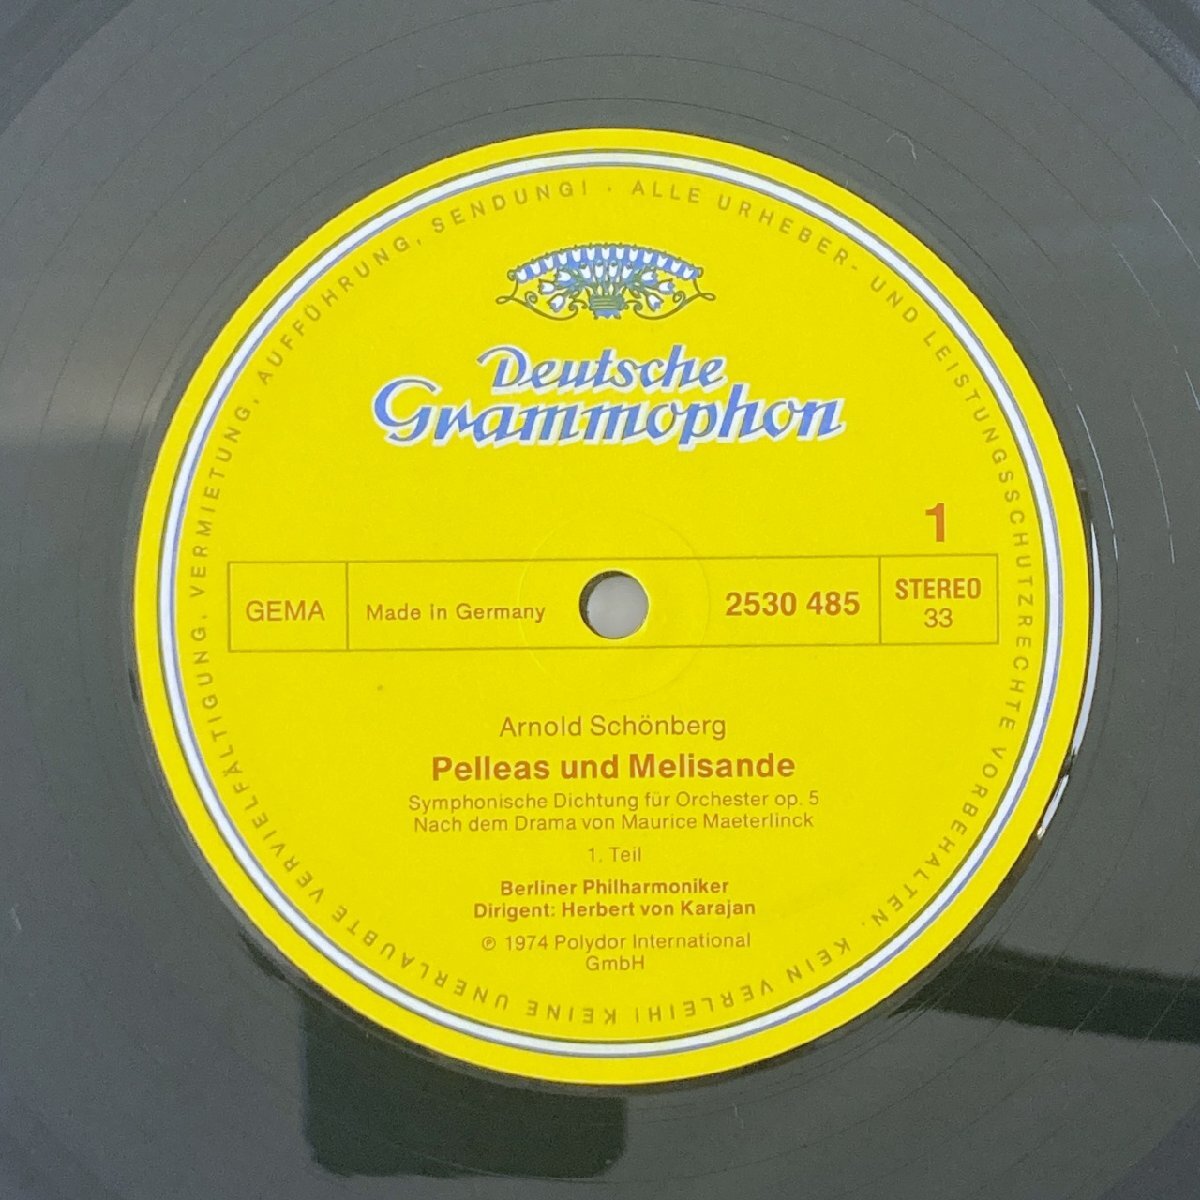 Deutsche
Grammophon
1
GEMA
Made in Germany
2530 485
STEREO
33
Arnold Schönberg
Pelleas und Melisande
Symphonische Dichtung für Orchester op. 5
Nach dem Drama von Maurice Maeterlinck
1. Teil
Berliner Philharmoniker
Dirigent: Herbert von Karajan
℗ 1974 Polydor International
GmbH
ALLE URHEBER- UND LEISTUNGSSCHUTZRECHTE VORBEHALTEN. KEIN VERLEIH! KEINE UNERLAUBTE VERVIELFÄLTIGUNG. VERMIETUNG, AUFFÜHRUNG, SENDUNG! ·